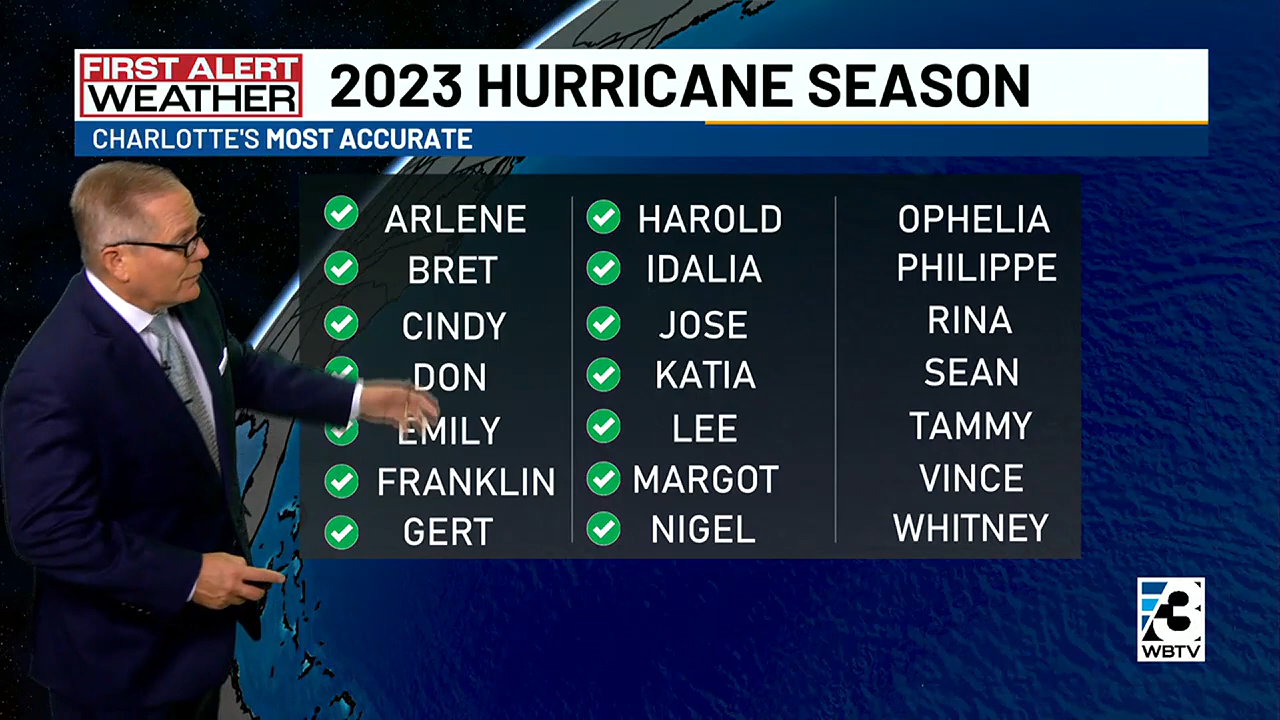 FIRST ALERT
WEATHER
2023 HURRICANE SEASON
CHARLOTTE'S MOST ACCURATE
ARLENE
BRET
CINDY
DON
EMILY
FRANKLIN
GERT
HAROLD
IDALIA
JOSE
KATIA
LEE
MARGOT
NIGEL
OPHELIA
PHILIPPE
RINA
SEAN
TAMMY
VINCE
WHITNEY
3
WBTV